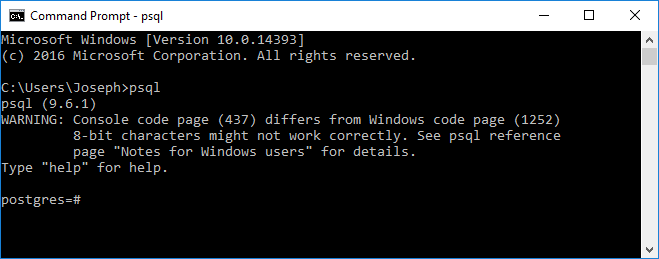 Command Prompt - psql
Microsoft Windows [Version 10.0.14393]
(c) 2016 Microsoft Corporation. All rights reserved.
C:\Users\Joseph>psql
psql (9.6.1)
WARNING: Console code page (437) differs from Windows code page (1252)
         8-bit characters might not work correctly. See psql reference
         page "Notes for Windows users" for details.
Type "help" for help.
postgres=#